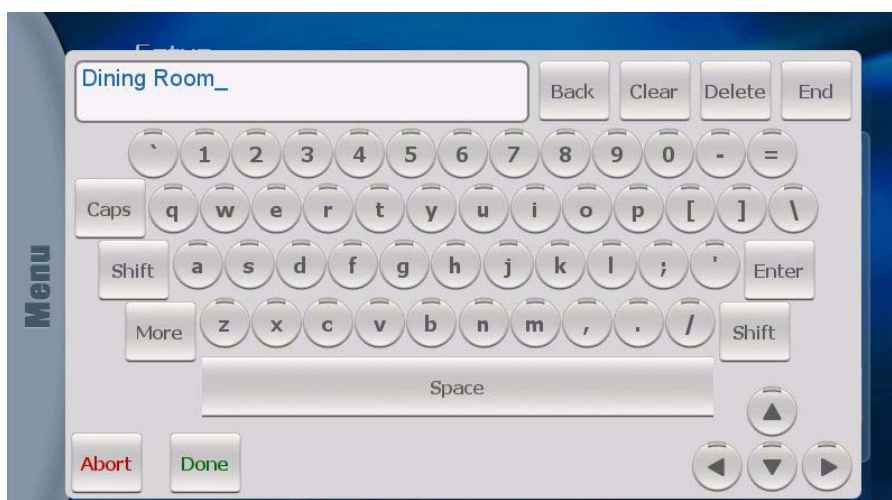 Setup
Dining Room_ Back Clear Delete End
` 1 2 3 4 5 6 7 8 9 0 - =
Caps q w e r t y u i o p [ ] \
Shift a s d f g h j k l ; ' Enter
More z x c v b n m , . / Shift
Space
Abort Done
Menu